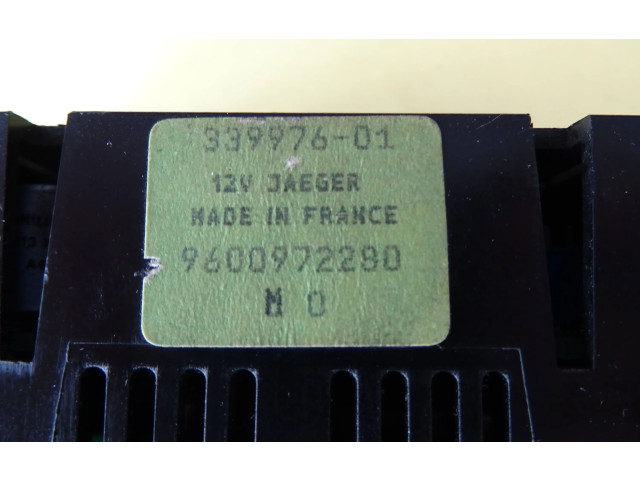 339976-01
12V JAEGER
MADE IN FRANCE
9600972280
M 0